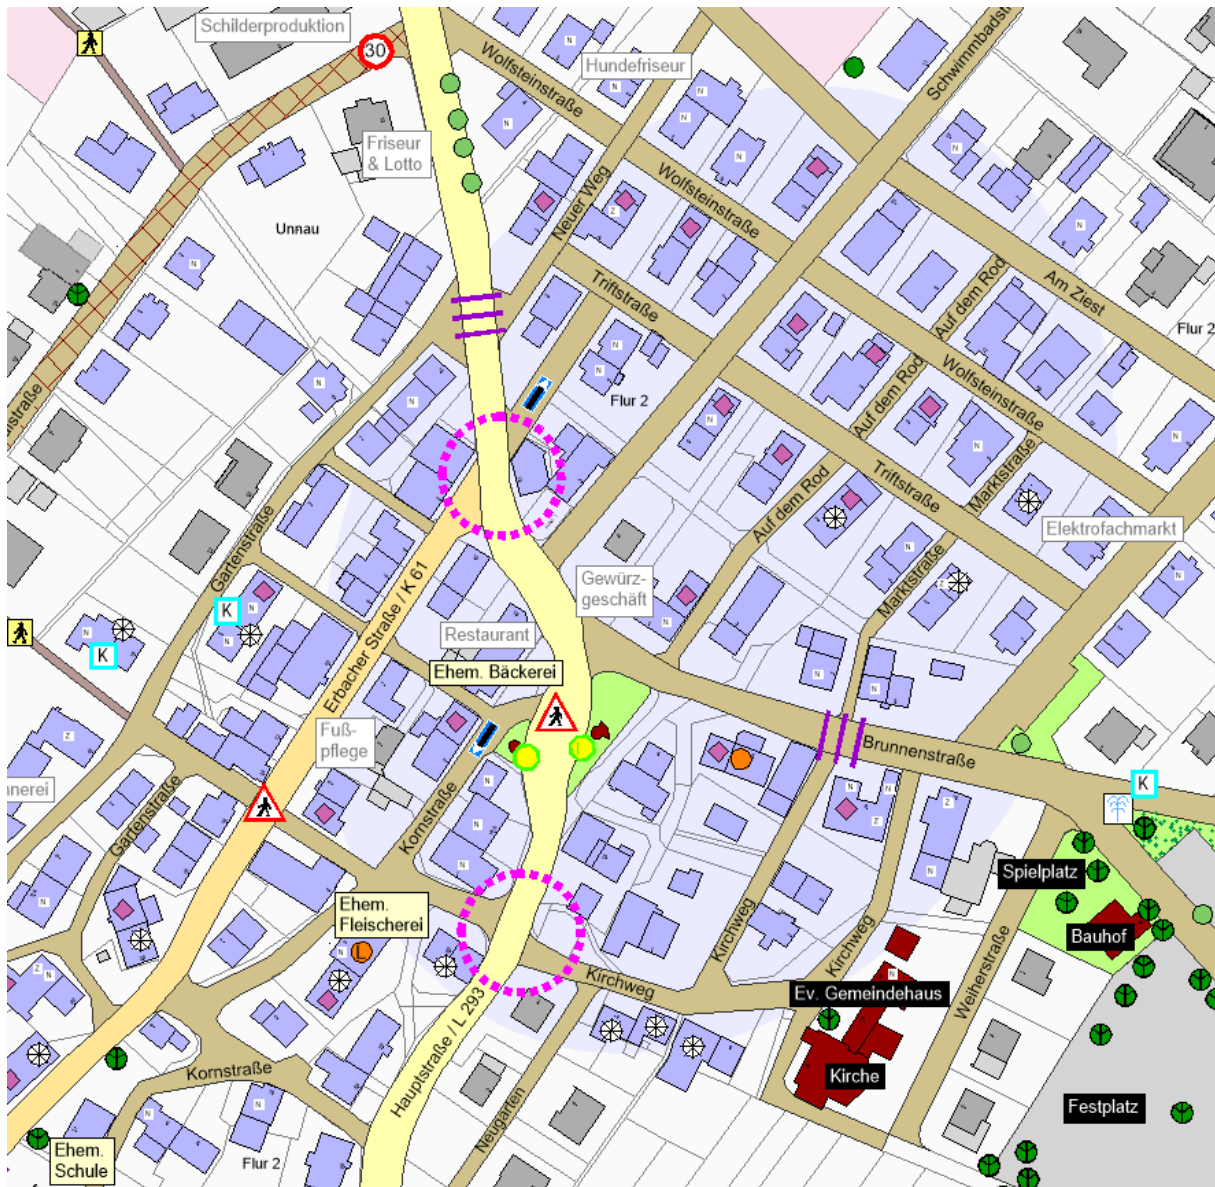 Schilderproduktion
30
Wolfsteinstraße
Hundefriseur
Schwimmbadstr
Friseur
& Lotto
Unnau
Neuer Weg
Wolfsteinstraße
Triftstraße
Auf dem Rod
Am Ziest
Flur 2
Flur 2
Auf dem Rod
Wolfsteinstraße
nstraße
Gartenstraße
Auf dem Rod
Triftstraße
Marktstraße
Elektrofachmarkt
Marktstraße
Gewürz-
geschäft
Erbacher Straße / K 61
Restaurant
K
K
Ehem. Bäckerei
Fuß-
pflege
Brunnenstraße
K
nnerei
Gartenstraße
Kornstraße
Spielplatz
Ehem.
Fleischerei
L
Bauhof
Kirchweg
Kirchweg
Kirchweg
Weiherstraße
Ev. Gemeindehaus
Hauptstraße / L 293
Kornstraße
Neugarten
Kirche
Festplatz
Ehem.
Schule
Flur 2